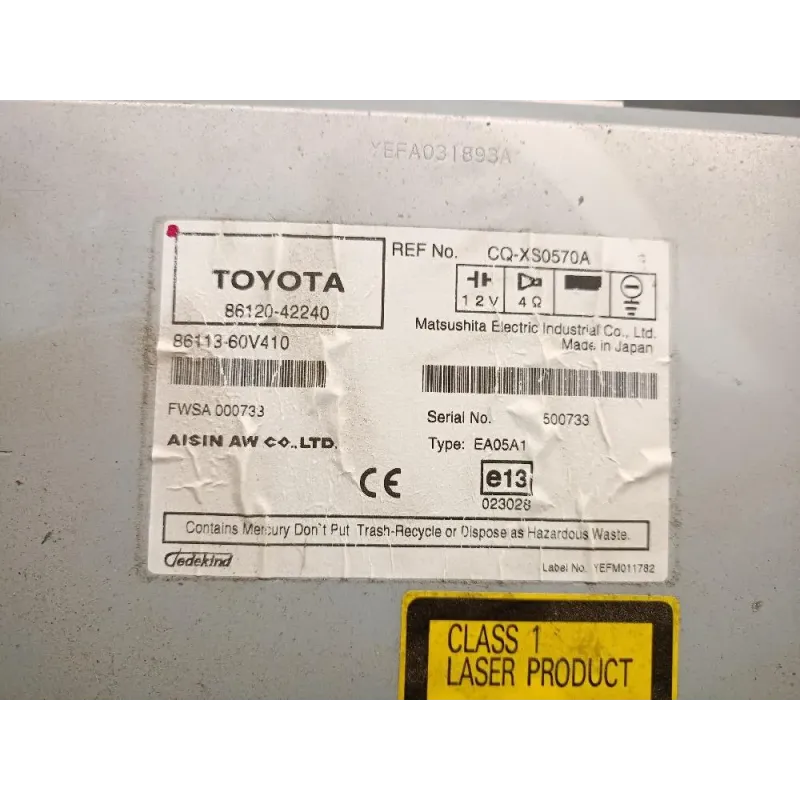 YEFA031893A
REF No. CQ-XS0570A
TOYOTA
86120-42240
12V 4Ω
86113-60V410
Matsushita Electric Industrial Co., Ltd.
Made in Japan
FWSA 000733
Serial No. 500733
AISIN AW CO.,LTD.
Type: EA05A1
CE
e13
023028
Contains Mercury Don't Put Trash-Recycle or Dispose as Hazardous Waste.
Dedekind
Label No. YEFM011782
CLASS 1
LASER PRODUCT